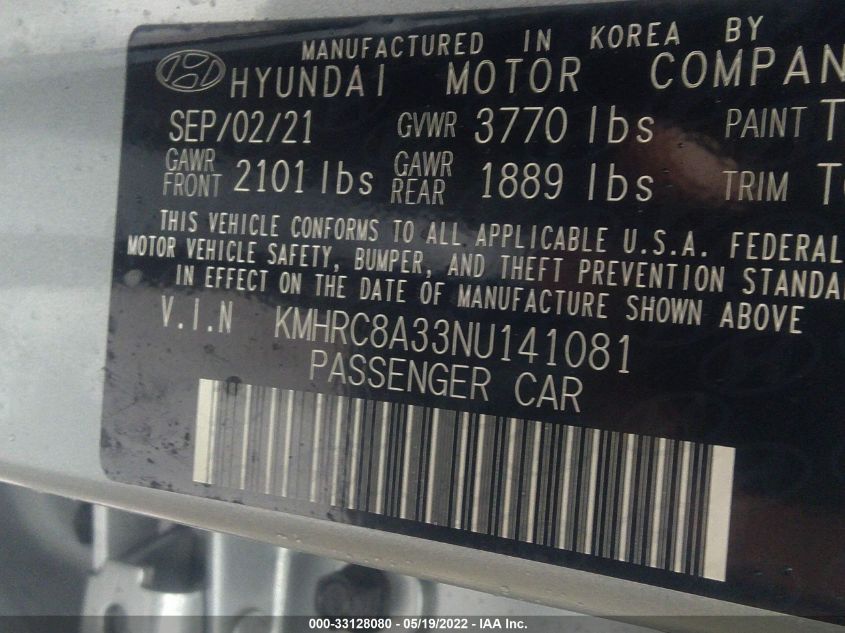 MANUFACTURED IN KOREA BY
HYUNDAI MOTOR COMPAN
SEP/02/21 GVWR 3770 lbs PAINT T
GAWR FRONT 2101 lbs GAWR REAR 1889 lbs TRIM T
THIS VEHICLE CONFORMS TO ALL APPLICABLE U.S.A. FEDERAL
MOTOR VEHICLE SAFETY, BUMPER, AND THEFT PREVENTION STANDA
IN EFFECT ON THE DATE OF MANUFACTURE SHOWN ABOVE
V.I.N KMHRC8A33NU141081
PASSENGER CAR
000-33128080 - 05/19/2022 - IAA Inc.